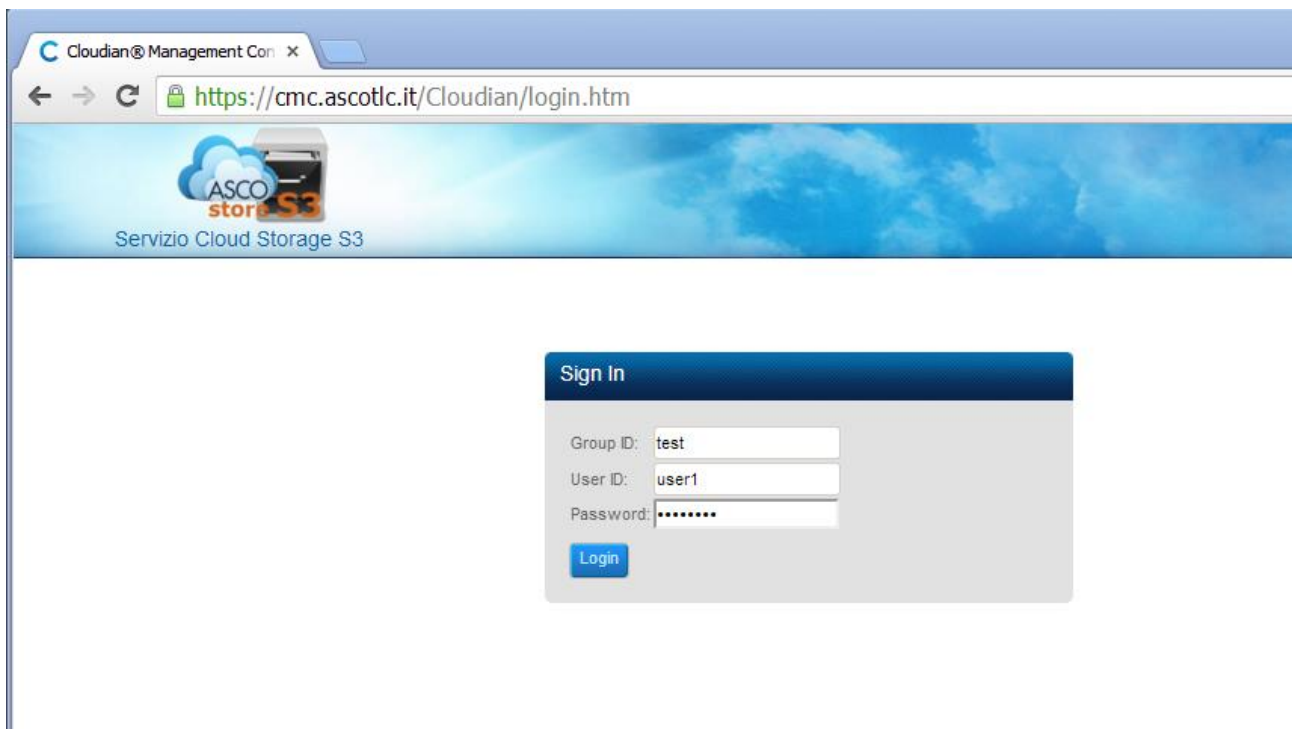 Cloudian® Management Con
https://cmc.ascotlc.it/Cloudian/login.htm
ASCO
store S3
Servizio Cloud Storage S3
Sign In
Group ID: test
User ID: user1
Password: ••••••••
Login